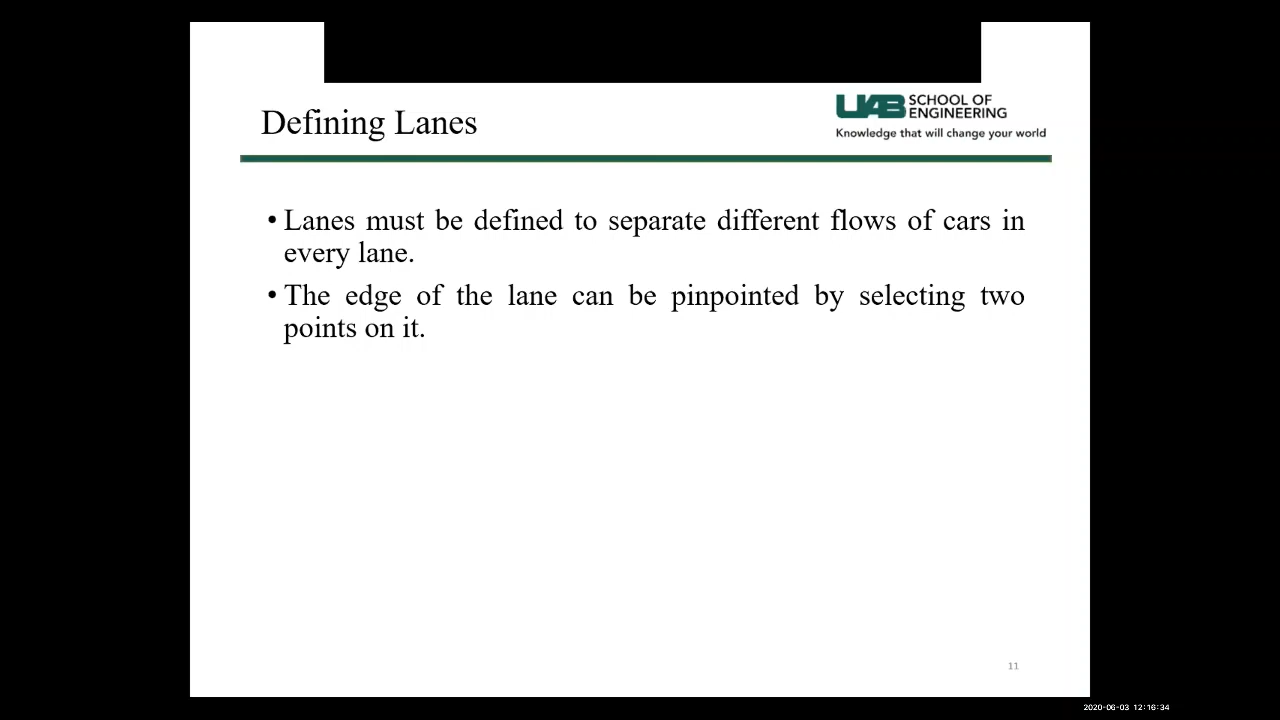 Defining Lanes
UAB SCHOOL OF
ENGINEERING
Knowledge that will change your world
• Lanes must be defined to separate different flows of cars in
every lane.
• The edge of the lane can be pinpointed by selecting two
points on it.
11
2020-06-03 12:16:34